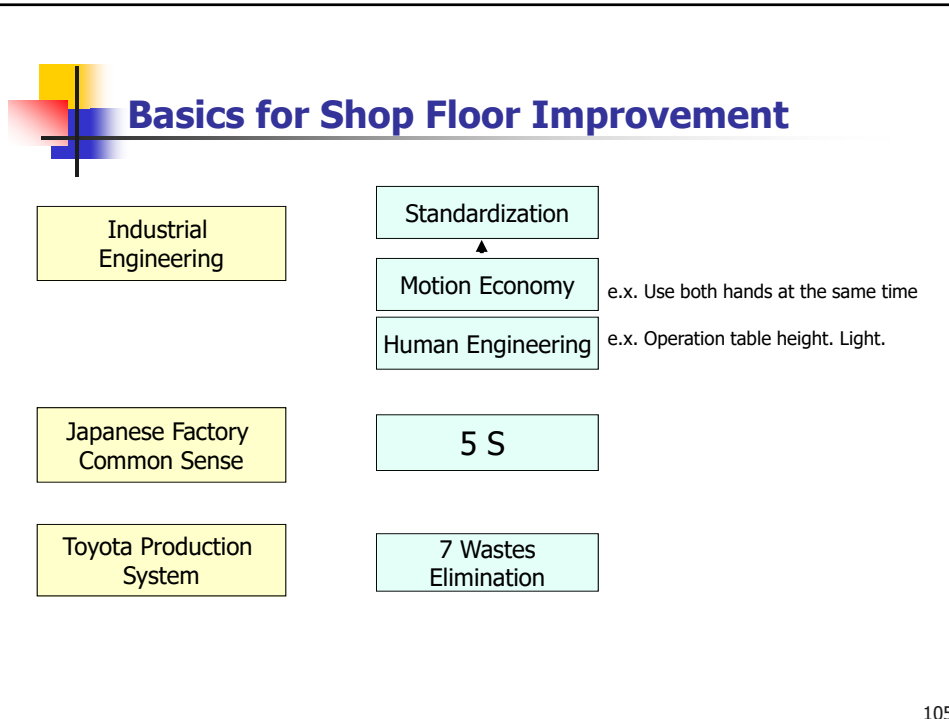 Basics for Shop Floor Improvement
Industrial
Engineering
Standardization
Motion Economy
e.x. Use both hands at the same time
Human Engineering
e.x. Operation table height. Light.
Japanese Factory
Common Sense
5 S
Toyota Production
System
7 Wastes
Elimination
105